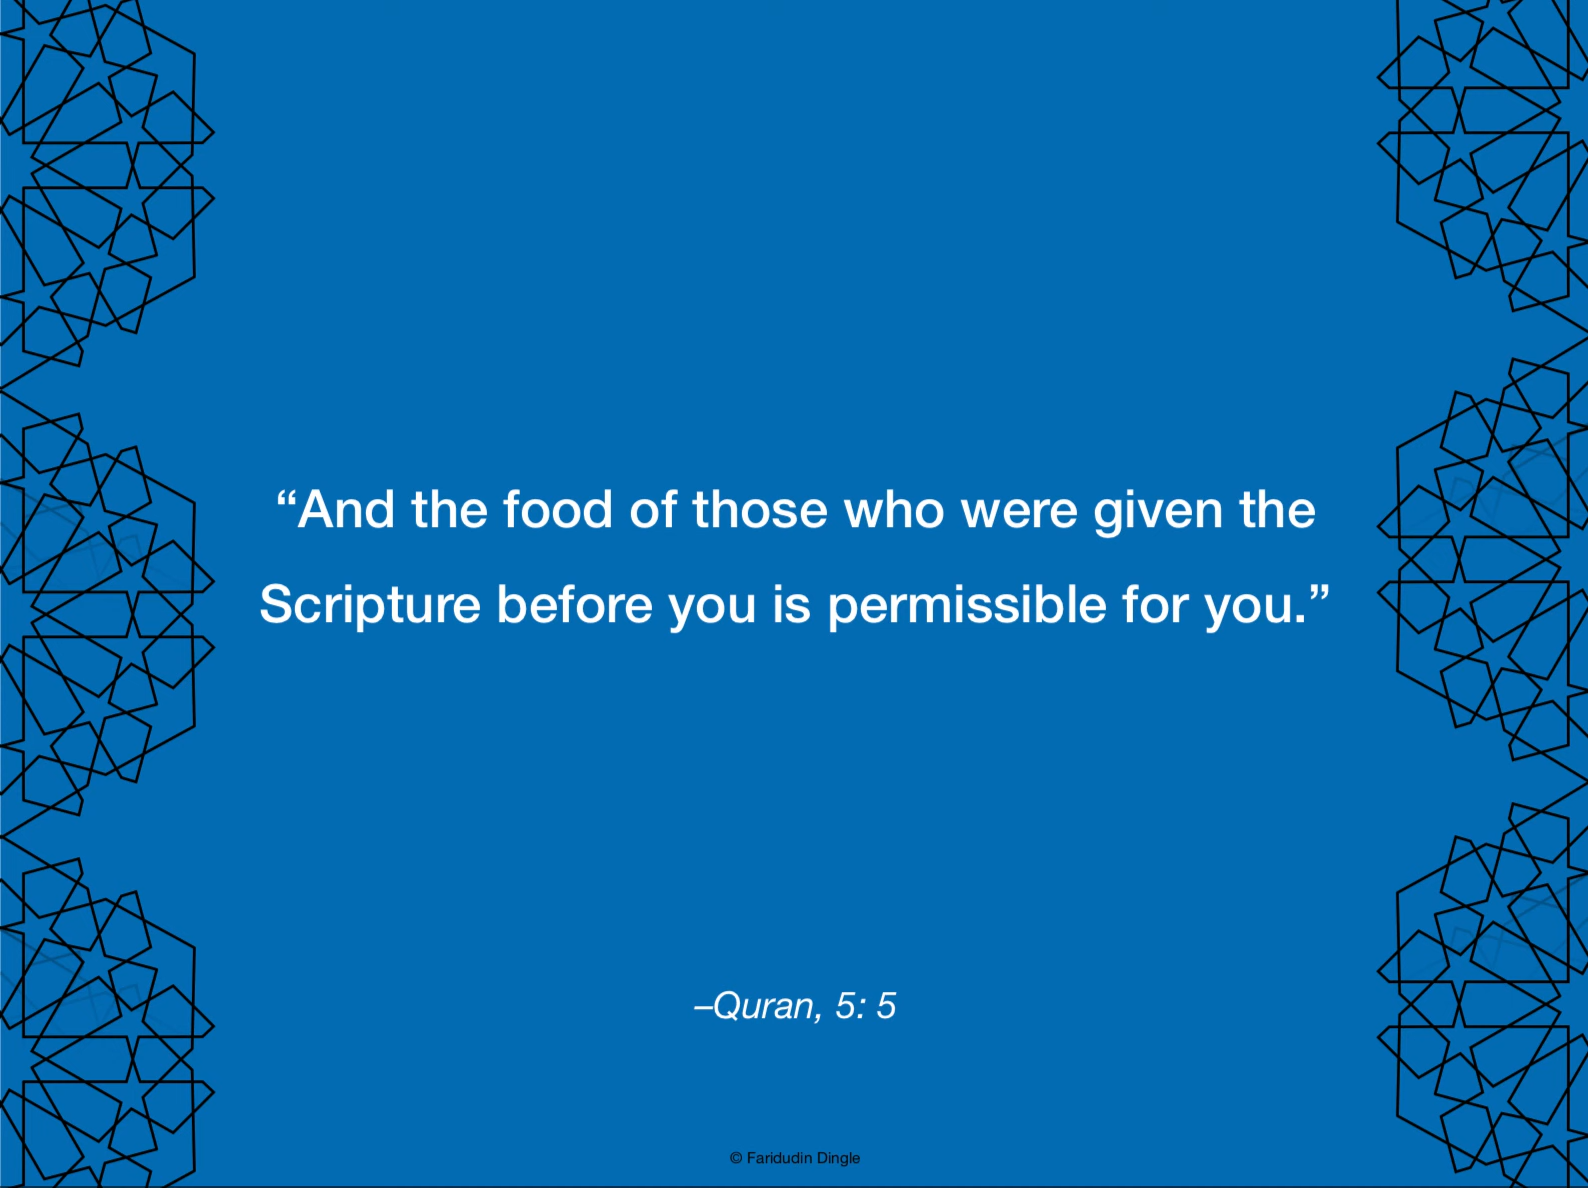 “And the food of those who were given the
Scripture before you is permissible for you.”
–Quran, 5: 5
© Faridudin Dingle